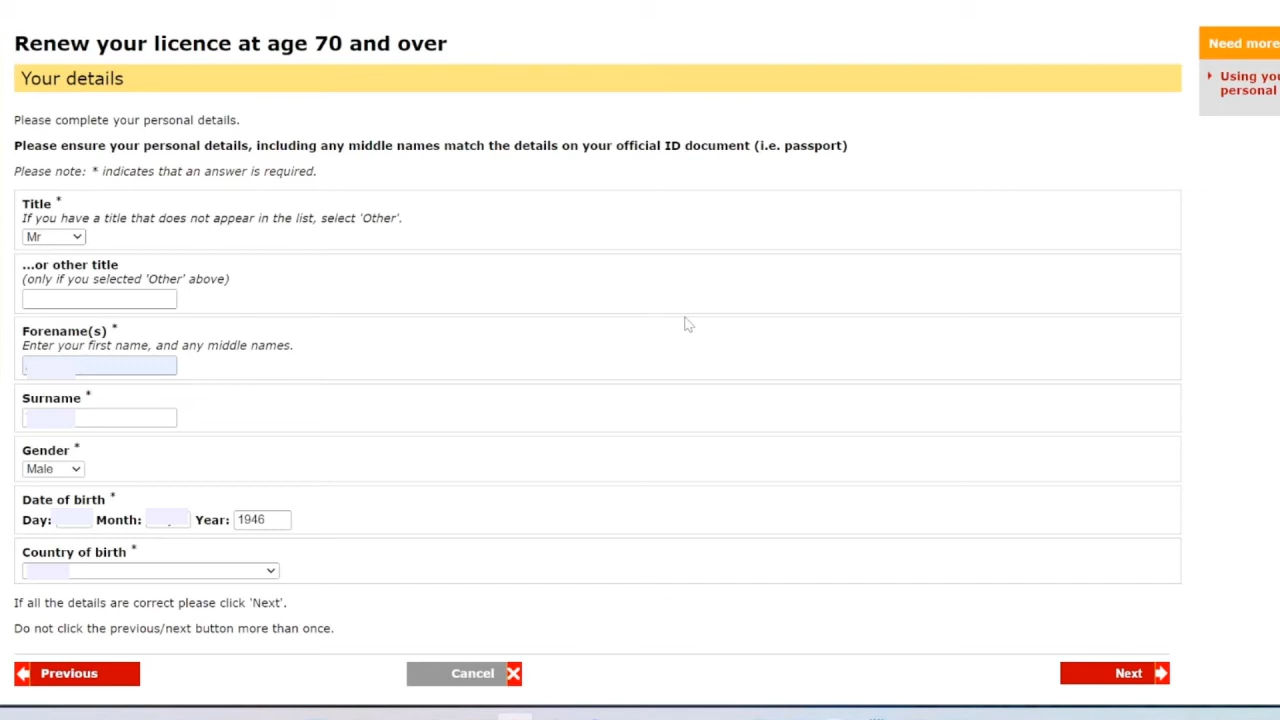 Renew your licence at age 70 and over
Need more
Your details
Using you
personal
Please complete your personal details.
Please ensure your personal details, including any middle names match the details on your official ID document (i.e. passport)
Please note: * indicates that an answer is required.
Title *
If you have a title that does not appear in the list, select 'Other'.
Mr
...or other title
(only if you selected 'Other' above)
Forename(s) *
Enter your first name, and any middle names.
Surname *
Gender *
Male
Date of birth *
Day: Month: Year: 1946
Country of birth *
If all the details are correct please click 'Next'.
Do not click the previous/next button more than once.
Previous Cancel Next